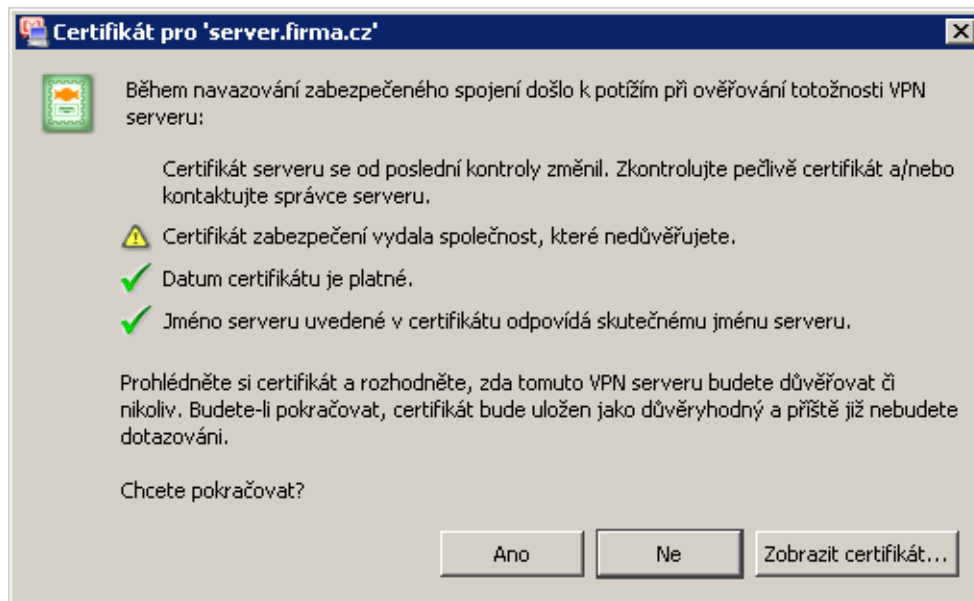 Certifikát pro 'server.firma.cz'
Během navazování zabezpečeného spojení došlo k potížím při ověřování totožnosti VPN
serveru:
Certifikát serveru se od poslední kontroly změnil. Zkontrolujte pečlivě certifikát a/nebo
kontaktujte správce serveru.
Certifikát zabezpečení vydala společnost, které nedůvěřujete.
Datum certifikátu je platné.
Jméno serveru uvedené v certifikátu odpovídá skutečnému jménu serveru.
Prohlédněte si certifikát a rozhodněte, zda tomuto VPN serveru budete důvěřovat či
nikoliv. Budete-li pokračovat, certifikát bude uložen jako důvěryhodný a příště již nebudete
dotazováni.
Chcete pokračovat?
Ano
Ne
Zobrazit certifikát...